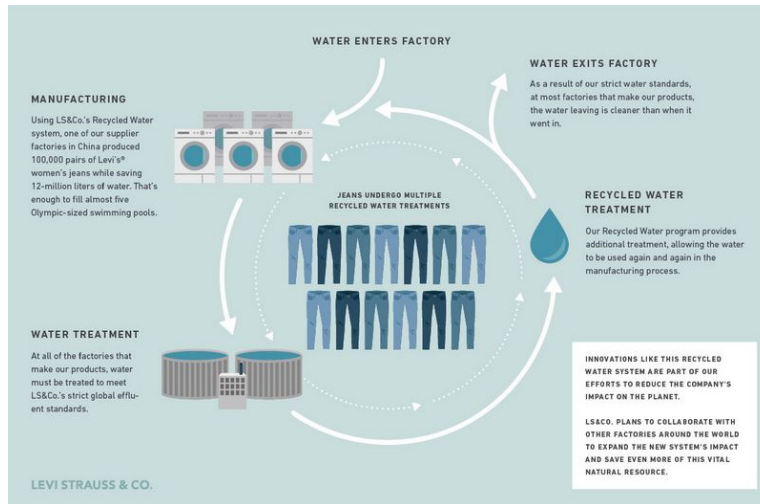 WATER ENTERS FACTORY
WATER EXITS FACTORY
As a result of our strict water standards,
at most factories that make our products,
the water leaving is cleaner than when it
went in.
MANUFACTURING
Using LS&Co.'s Recycled Water
system, one of our supplier
factories in China produced
100,000 pairs of Levi's®
women's jeans while saving
12-million liters of water. That's
enough to fill almost five
Olympic-sized swimming pools.
JEANS UNDERGO MULTIPLE
RECYCLED WATER TREATMENTS
RECYCLED WATER
TREATMENT
Our Recycled Water program provides
additional treatment, allowing the water
to be used again and again in the
manufacturing process.
WATER TREATMENT
At all of the factories that
make our products, water
must be treated to meet
LS&Co.'s strict global efflu-
ent standards.
INNOVATIONS LIKE THIS RECYCLED
WATER SYSTEM ARE PART OF OUR
EFFORTS TO REDUCE THE COMPANY'S
IMPACT ON THE PLANET.
LS&CO. PLANS TO COLLABORATE WITH
OTHER FACTORIES AROUND THE WORLD
TO EXPAND THE NEW SYSTEM'S IMPACT
AND SAVE EVEN MORE OF THIS VITAL
NATURAL RESOURCE.
LEVI STRAUSS & CO.